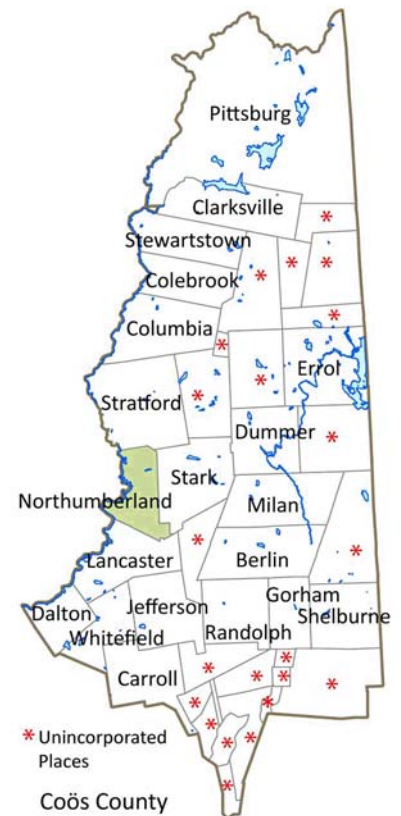 Pittsburg
Clarksville
Stewartstown
Colebrook
Columbia
Errol
Stratford
Dummer
Stark
Northumberland
Milan
Lancaster
Berlin
Gorham
Jefferson
Shelburne
Dalton
Randolph
Whitefield
Carroll
* Unincorporated
Places
Coös County